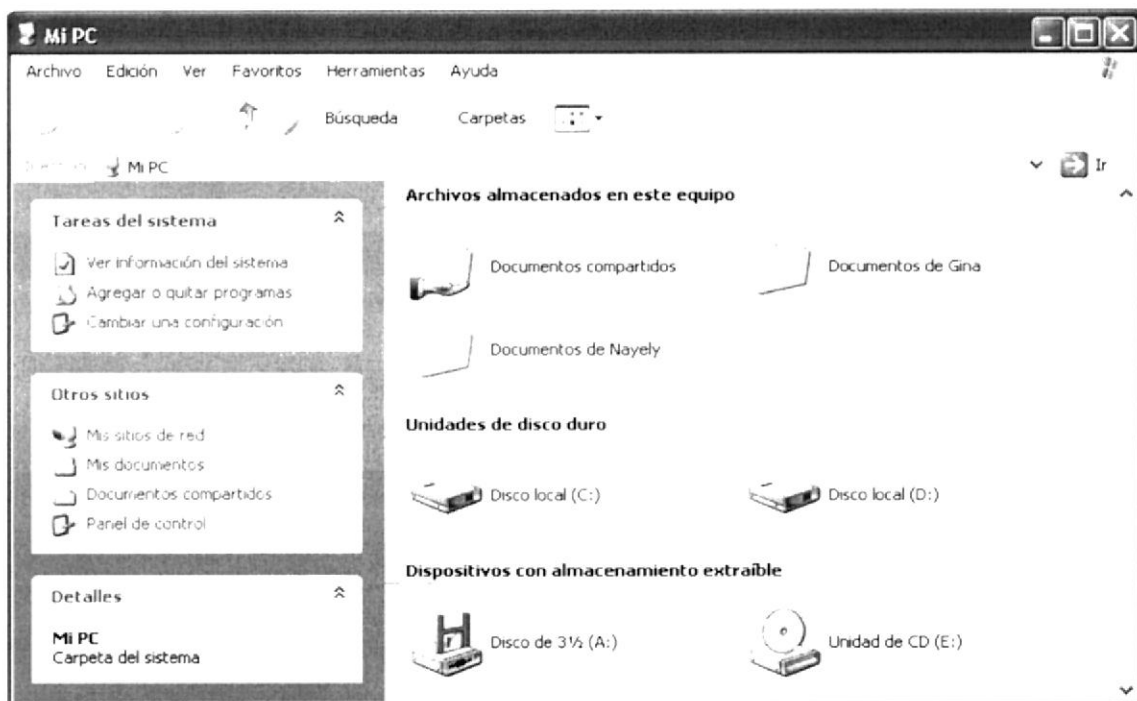 Mi PC
Archivo Edición Ver Favoritos Herramientas Ayuda
Búsqueda Carpetas
Mi PC Ir
Tareas del sistema
Ver información del sistema
Agregar o quitar programas
Cambiar una configuración
Otros sitios
Mis sitios de red
Mis documentos
Documentos compartidos
Panel de control
Detalles
Mi PC
Carpeta del sistema
Archivos almacenados en este equipo
Documentos compartidos Documentos de Gina
Documentos de Nayely
Unidades de disco duro
Disco local (C:) Disco local (D:)
Dispositivos con almacenamiento extraíble
Disco de 3½ (A:) Unidad de CD (E:)